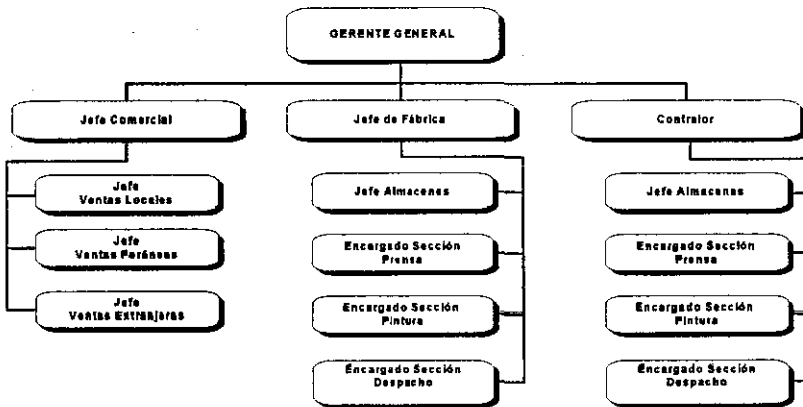 GERENTE GENERAL
Jefe Comercial
Jefe de Fábrica
Contralor
Jefe
Ventas Locales
Jefe
Ventas Foráneas
Jefe
Ventas Extranjeras
Jefe Almacenes
Encargado Sección
Prensa
Encargado Sección
Pintura
Encargado Sección
Despacho
Jefe Almacenes
Encargado Sección
Prensa
Encargado Sección
Pintura
Encargado Sección
Despacho